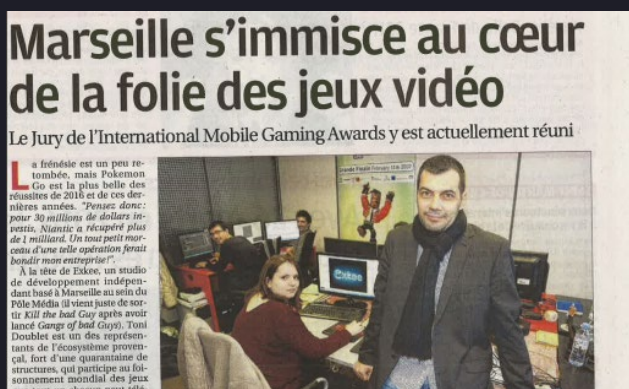 Marseille s’immisce au cœur
de la folie des jeux vidéo
Le Jury de l’International Mobile Gaming Awards y est actuellement réuni
La frénésie est un peu re-
tombée, mais Pokemon
Go est la plus belle des
réussites de 2016 et de ces der-
nières années. "Pensez donc :
pour 30 millions de dollars in-
vestis, Niantic a récupéré plus
de 1 milliard. Un tout petit mor-
ceau d'une telle opération ferait
bondir mon entreprise !".
À la tête de Exkee, un studio
de développement indépen-
dant basé à Marseille au sein du
Pôle Média (il vient juste de sor-
tir Kill the bad Guy après avoir
lancé Gangs of bad Guys), Toni
Doublet est un des représen-
tants de l'écosystème proven-
çal, fort d'une quarantaine de
structures, qui participe au foi-
sonnement mondial des jeux
Grande Finale February
Exkee